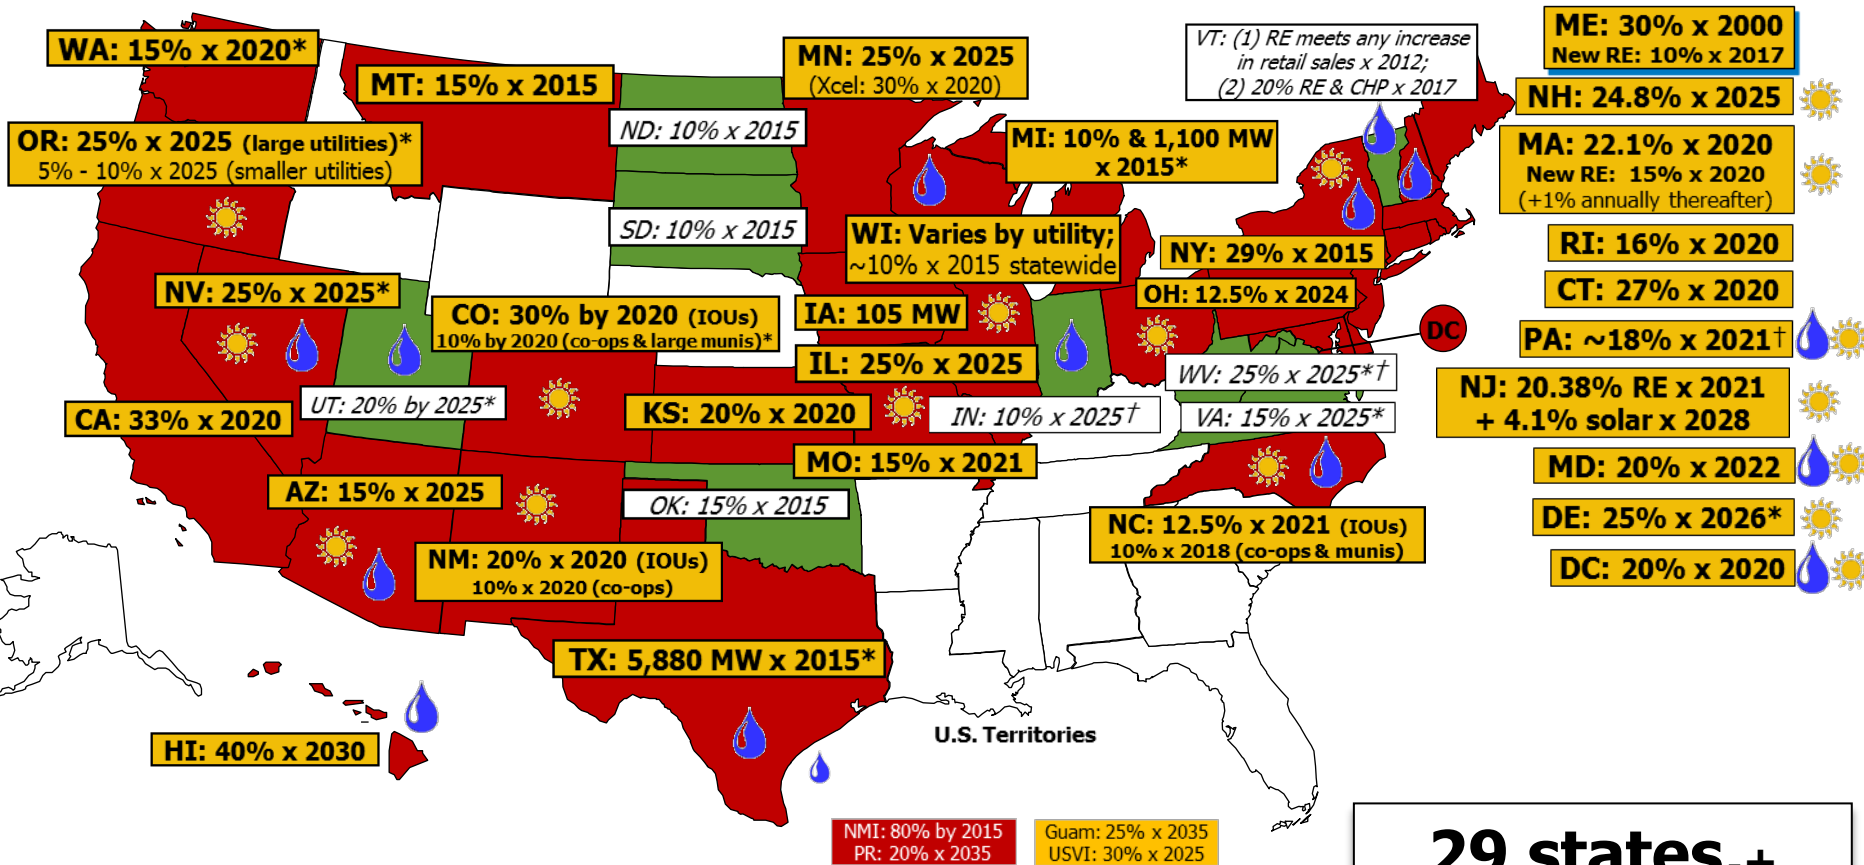 WA: 15% x 2020*
MT: 15% x 2015
MN: 25% x 2025
(Xcel: 30% x 2020)
VT: (1) RE meets any increase
in retail sales x 2012;
(2) 20% RE & CHP x 2017
ME: 30% x 2000
New RE: 10% x 2017
NH: 24.8% x 2025
OR: 25% x 2025 (large utilities)*
5% - 10% x 2025 (smaller utilities)
ND: 10% x 2015
MI: 10% & 1,100 MW
x 2015*
MA: 22.1% x 2020
New RE: 15% x 2020
(+1% annually thereafter)
SD: 10% x 2015
WI: Varies by utility;
~10% x 2015 statewide
NY: 29% x 2015
RI: 16% x 2020
NV: 25% x 2025*
CO: 30% by 2020 (IOUs)
10% by 2020 (co-ops & large munis)*
IA: 105 MW
OH: 12.5% x 2024
CT: 27% x 2020
DC
PA: ~18% x 2021†
IL: 25% x 2025
WV: 25% x 2025*†
UT: 20% by 2025*
CA: 33% x 2020
KS: 20% x 2020
IN: 10% x 2025†
VA: 15% x 2025*
NJ: 20.38% RE x 2021
+ 4.1% solar x 2028
MO: 15% x 2021
MD: 20% x 2022
AZ: 15% x 2025
OK: 15% x 2015
NC: 12.5% x 2021 (IOUs)
10% x 2018 (co-ops & munis)
DE: 25% x 2026*
NM: 20% x 2020 (IOUs)
10% x 2020 (co-ops)
DC: 20% x 2020
TX: 5,880 MW x 2015*
HI: 40% x 2030
U.S. Territories
NMI: 80% by 2015
PR: 20% x 2035
Guam: 25% x 2035
USVI: 30% x 2025
29 states,+